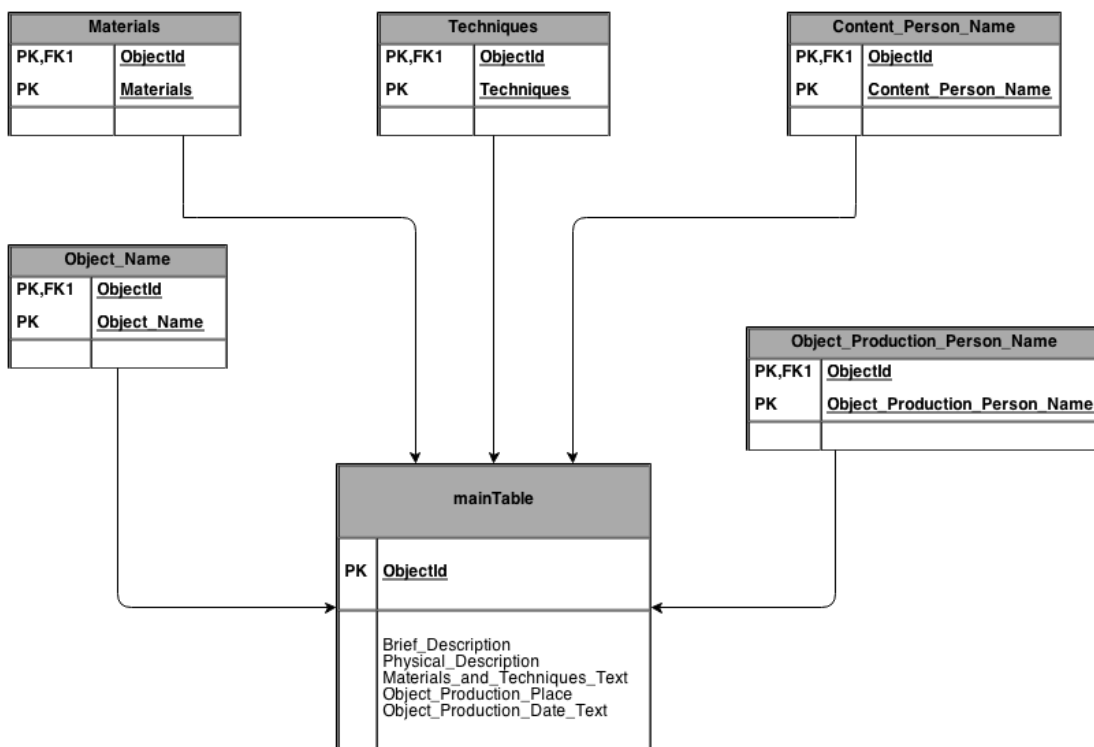 Materials
PK,FK1 ObjectId
PK Materials
Techniques
PK,FK1 ObjectId
PK Techniques
Content_Person_Name
PK,FK1 ObjectId
PK Content_Person_Name
Object_Name
PK,FK1 ObjectId
PK Object_Name
Object_Production_Person_Name
PK,FK1 ObjectId
PK Object_Production_Person_Name
mainTable
PK ObjectId
Brief_Description
Physical_Description
Materials_and_Techniques_Text
Object_Production_Place
Object_Production_Date_Text